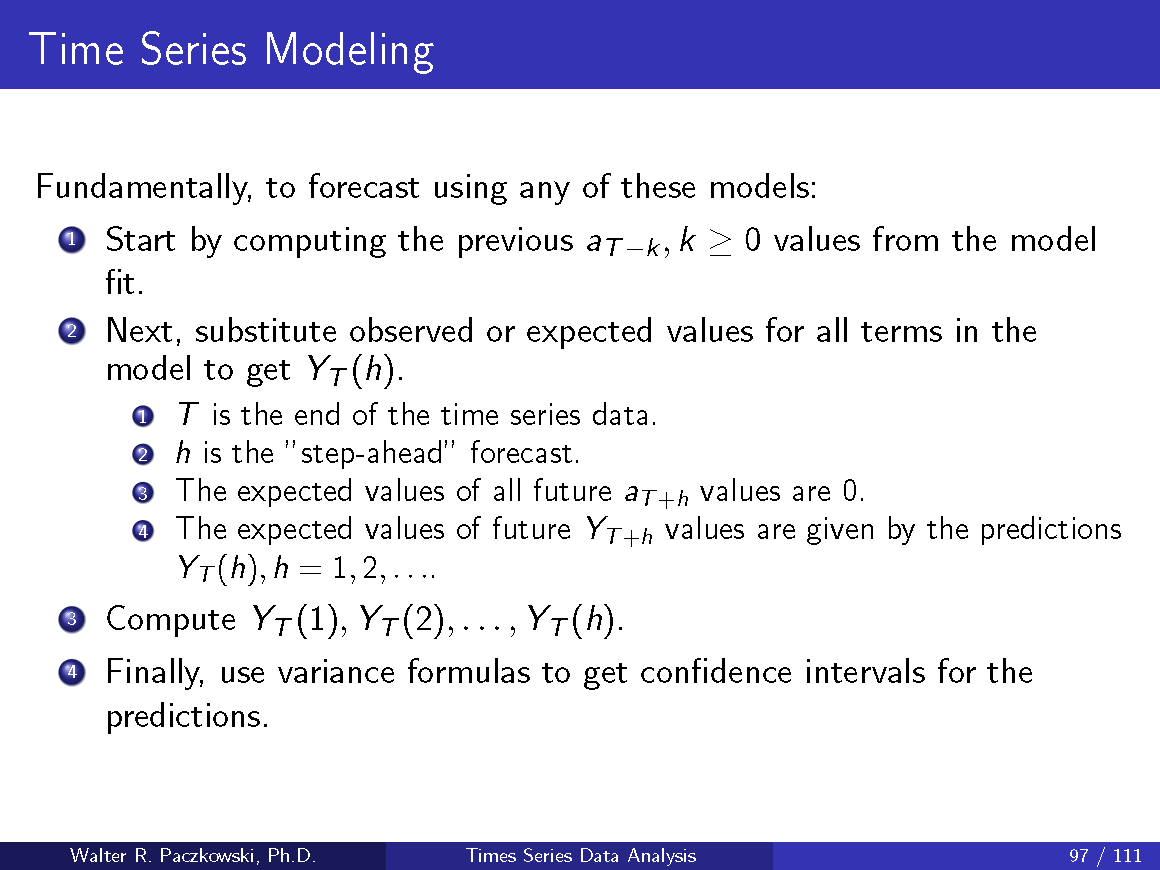 Time Series Modeling
Fundamentally, to forecast using any of these models:
1 Start by computing the previous a_{T−k}, k ≥ 0 values from the model
fit.
2 Next, substitute observed or expected values for all terms in the
model to get Y_T(h).
1 T is the end of the time series data.
2 h is the ”step-ahead” forecast.
3 The expected values of all future a_{T+h} values are 0.
4 The expected values of future Y_{T+h} values are given by the predictions
Y_T(h), h = 1, 2, . . ..
3 Compute Y_T(1), Y_T(2), . . . , Y_T(h).
4 Finally, use variance formulas to get confidence intervals for the
predictions.
Walter R. Paczkowski, Ph.D. Times Series Data Analysis 97 / 111